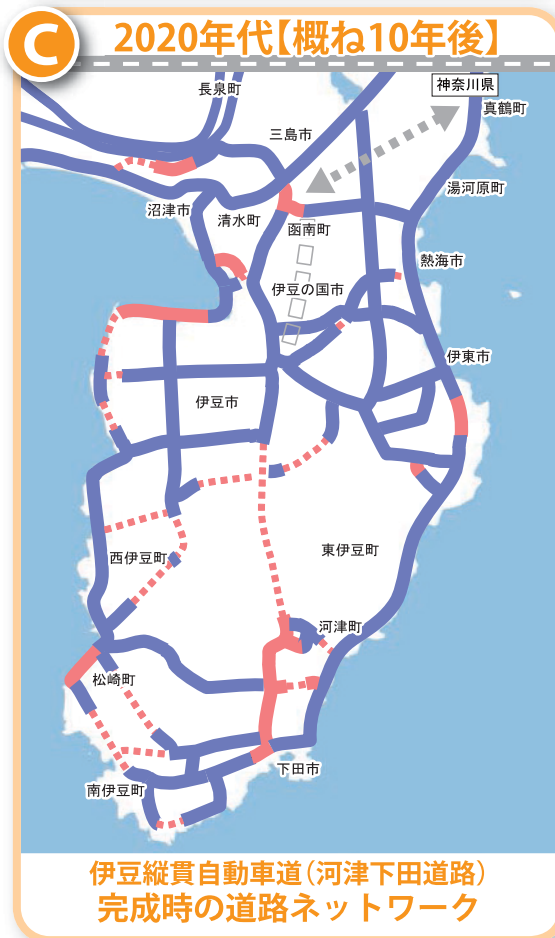 C
2020年代【概ね10年後】
神奈川県
長泉町
真鶴町
三島市
湯河原町
沼津市
清水町
函南町
熱海市
伊豆の国市
伊東市
伊豆市
東伊豆町
西伊豆町
河津町
松崎町
下田市
南伊豆町
伊豆縦貫自動車道(河津下田道路)
完成時の道路ネットワーク